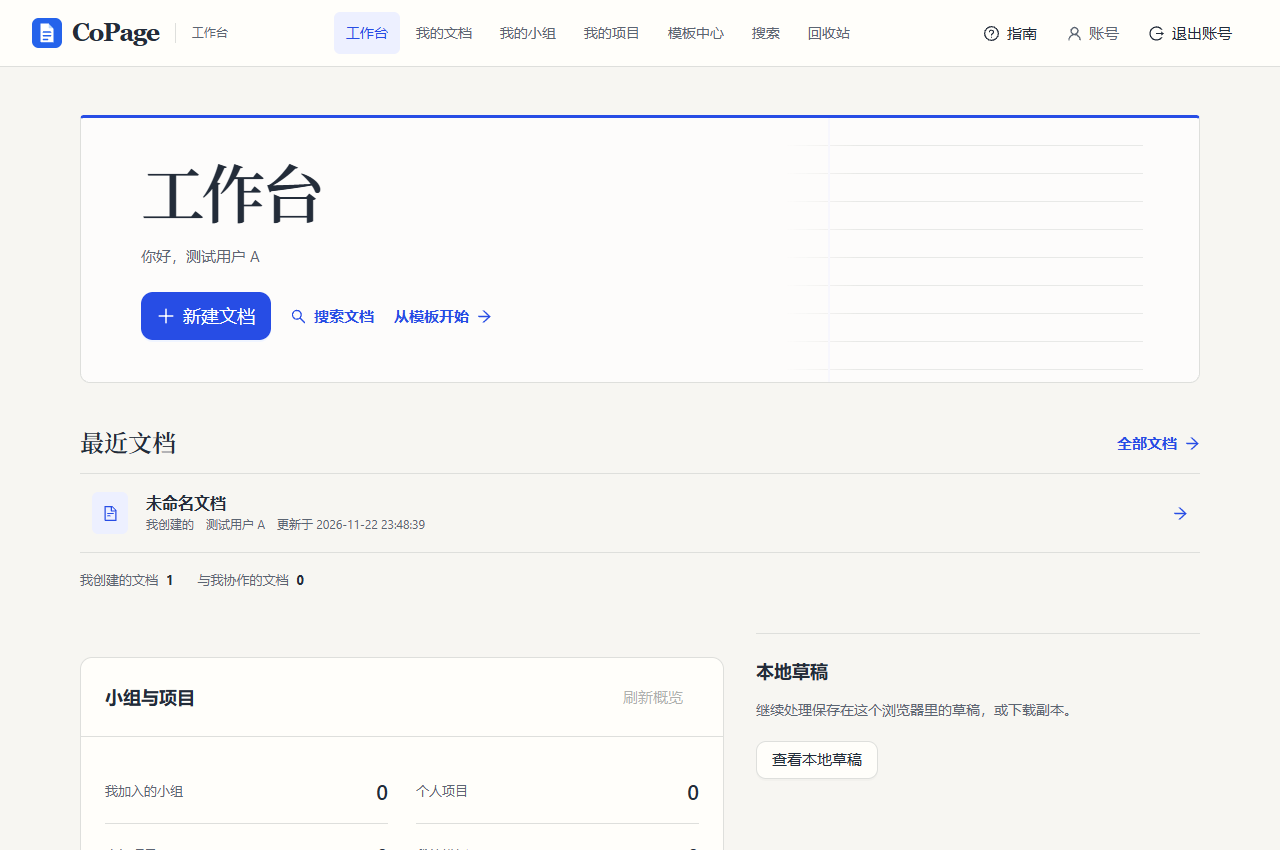 CoPage 工作台 工作台 我的文档 我的小组 我的项目 模板中心 搜索 回收站 指南 账号 退出账号
工作台
你好，测试用户 A
新建文档 搜索文档 从模板开始
最近文档 全部文档
未命名文档
我创建的 测试用户 A 更新于 2026-11-22 23:48:39
我创建的文档 1 与我协作的文档 0
小组与项目 刷新概览
本地草稿
继续处理保存在这个浏览器里的草稿，或下载副本。
查看本地草稿
我加入的小组 0 个人项目 0